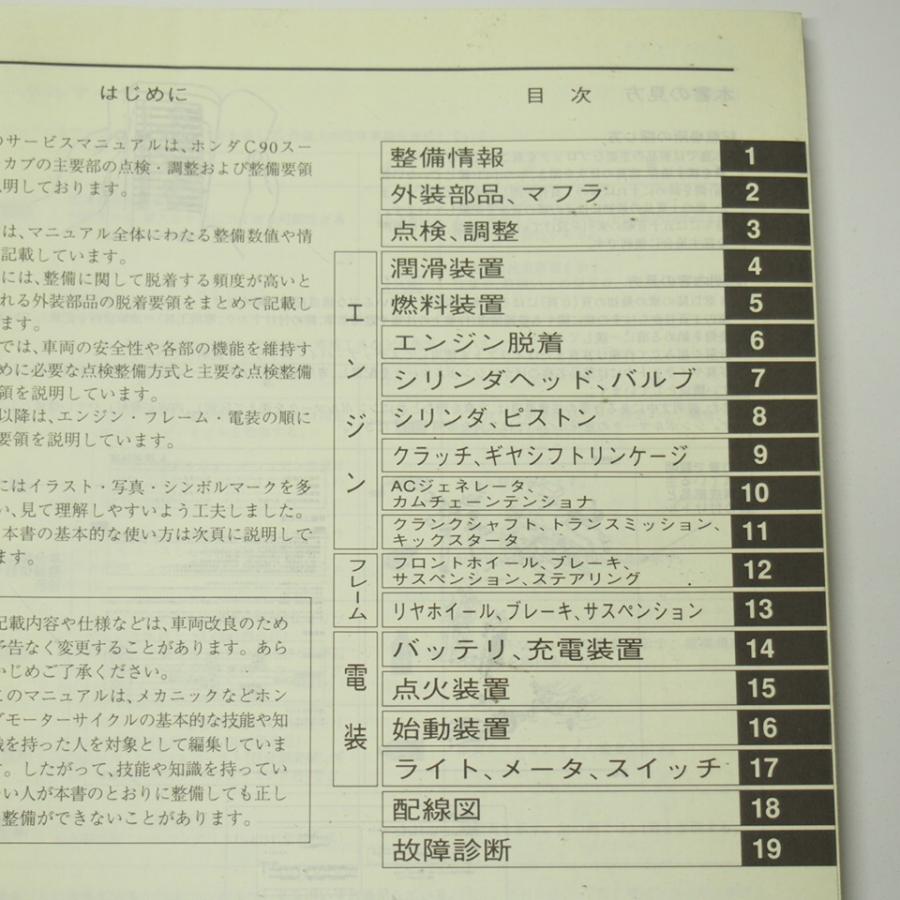 はじめに
のサービスマニュアルは、ホンダC90スー
カブの主要部の点検・調整および整備要領
説明しております。
は、マニュアル全体にわたる整備数値や情
記載しています。
には、整備に関して脱着する頻度が高いと
れる外装部品の脱着要領をまとめて記載し
ます。
では、車両の安全性や各部の機能を維持す
めに必要な点検整備方式と主要な点検整備
領を説明しています。
以降は、エンジン・フレーム・電装の順に
要領を説明しています。
にはイラスト・写真・シンボルマークを多
い、見て理解しやすいよう工夫しました。
本書の基本的な使い方は次頁に説明して
ます。
記載内容や仕様などは、車両改良のため
予告なく変更することがあります。あら
かじめご了承ください。
このマニュアルは、メカニックなどホン
ダモーターサイクルの基本的な技能や知
識を持った人を対象として編集していま
す。したがって、技能や知識を持ってい
ない人が本書のとおりに整備しても正し
整備ができないことがあります。
目 次
整備情報 1
外装部品、マフラ 2
点検、調整 3
エンジン
潤滑装置 4
燃料装置 5
エンジン脱着 6
シリンダヘッド、バルブ 7
シリンダ、ピストン 8
クラッチ、ギヤシフトリンケージ 9
ACジェネレータ、
カムチェーンテンショナ 10
クランクシャフト、トランスミッション、
キックスタータ 11
フレーム
フロントホイール、ブレーキ、
サスペンション、ステアリング 12
リヤホイール、ブレーキ、サスペンション 13
電装
バッテリ、充電装置 14
点火装置 15
始動装置 16
ライト、メータ、スイッチ 17
配線図 18
故障診断 19